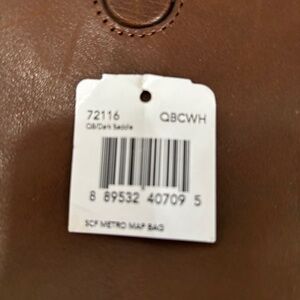 72116 QBCWH
QB/Dark Saddle
8 89532 40709 5
SCF METRO MAP BAG